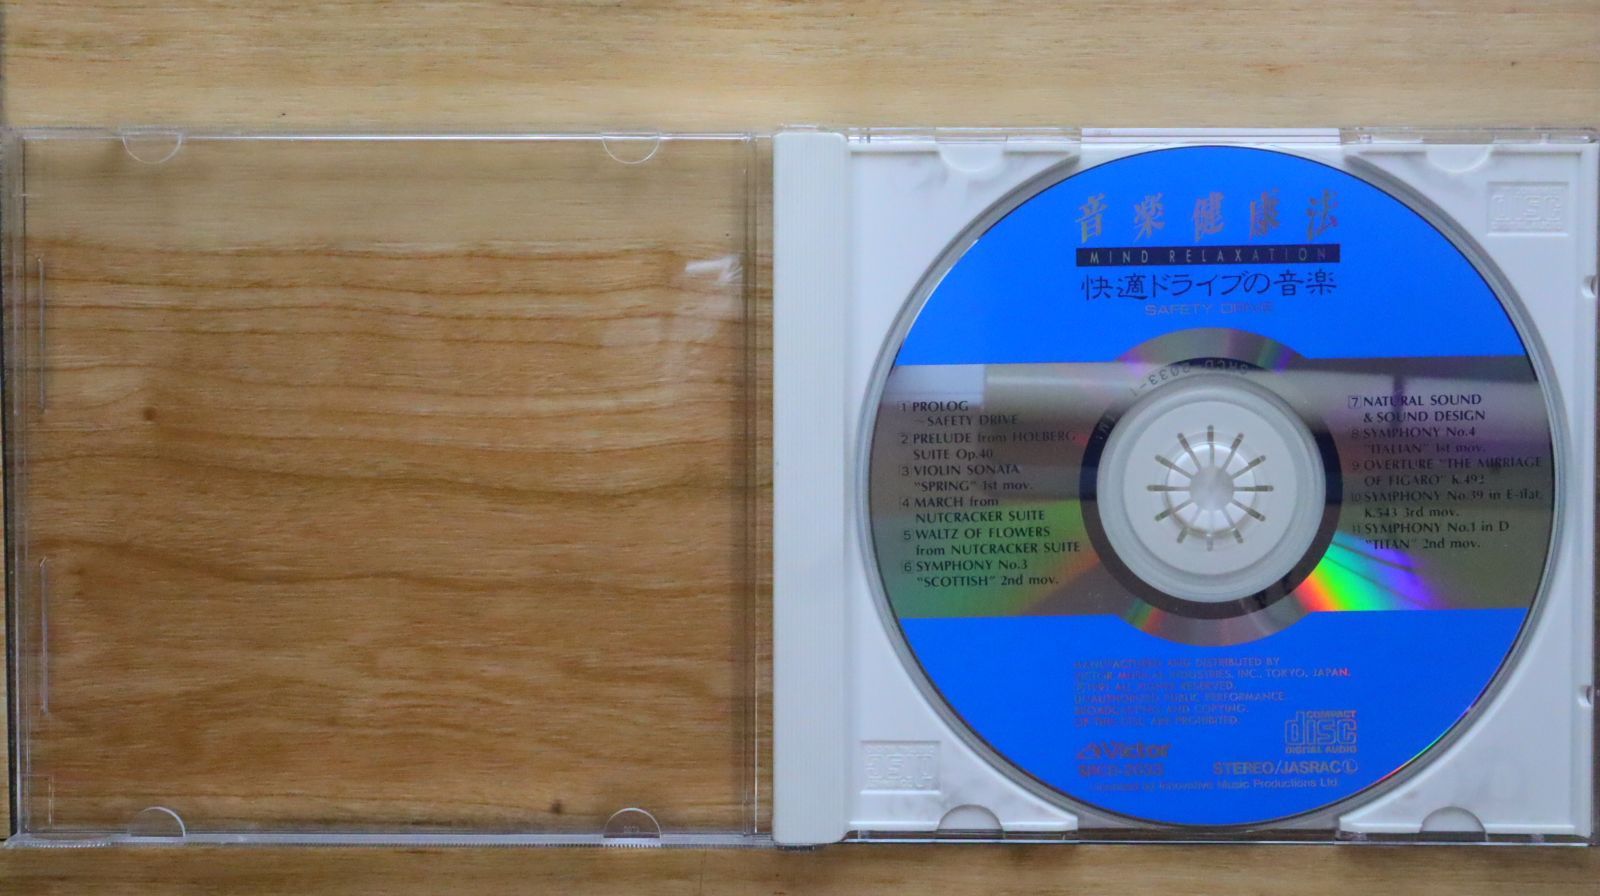 音楽健康法
MIND RELAXATION
快適ドライブの音楽
SAFETY DRIVE
1 PROLOG
~SAFETY DRIVE
2 PRELUDE from HOLBERG
SUITE Op.40
3 VIOLIN SONATA
"SPRING" 1st mov.
4 MARCH from
NUTCRACKER SUITE
5 WALTZ OF FLOWERS
from NUTCRACKER SUITE
6 SYMPHONY No.3
"SCOTTISH" 2nd mov.
7 NATURAL SOUND
& SOUND DESIGN
8 SYMPHONY No.4
"ITALIAN" 1st mov.
9 OVERTURE "THE MIRRIAGE
OF FIGARO" K.492
10 SYMPHONY No.39 in E-flat,
K.543 3rd mov.
11 SYMPHONY No.1 in D
"TITAN" 2nd mov.
MANUFACTURED AND DISTRIBUTED BY
VICTOR MUSICAL INDUSTRIES, INC., TOKYO, JAPAN.
ALL RIGHTS RESERVED.
UNAUTHORIZED PUBLIC PERFORMANCE,
BROADCASTING AND COPYING
OF THIS DISC ARE PROHIBITED.
COMPACT
disc
DIGITAL AUDIO
Victor
STEREO/JASRAC L
Licensed by Innovative Music Productions Ltd.